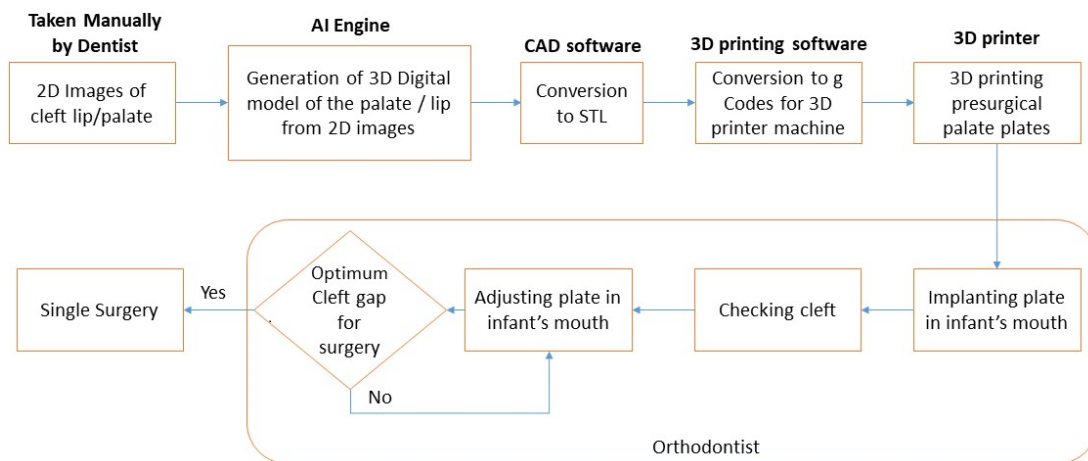 Taken Manually
by Dentist
2D Images of
cleft lip/palate
AI Engine
Generation of 3D Digital
model of the palate / lip
from 2D images
CAD software
Conversion
to STL
3D printing software
Conversion to g
Codes for 3D
printer machine
3D printer
3D printing
presurgical
palate plates
Implanting plate
in infant's mouth
Checking cleft
Adjusting plate in
infant's mouth
Optimum
Cleft gap
for
surgery
No
Yes
Single Surgery
Orthodontist